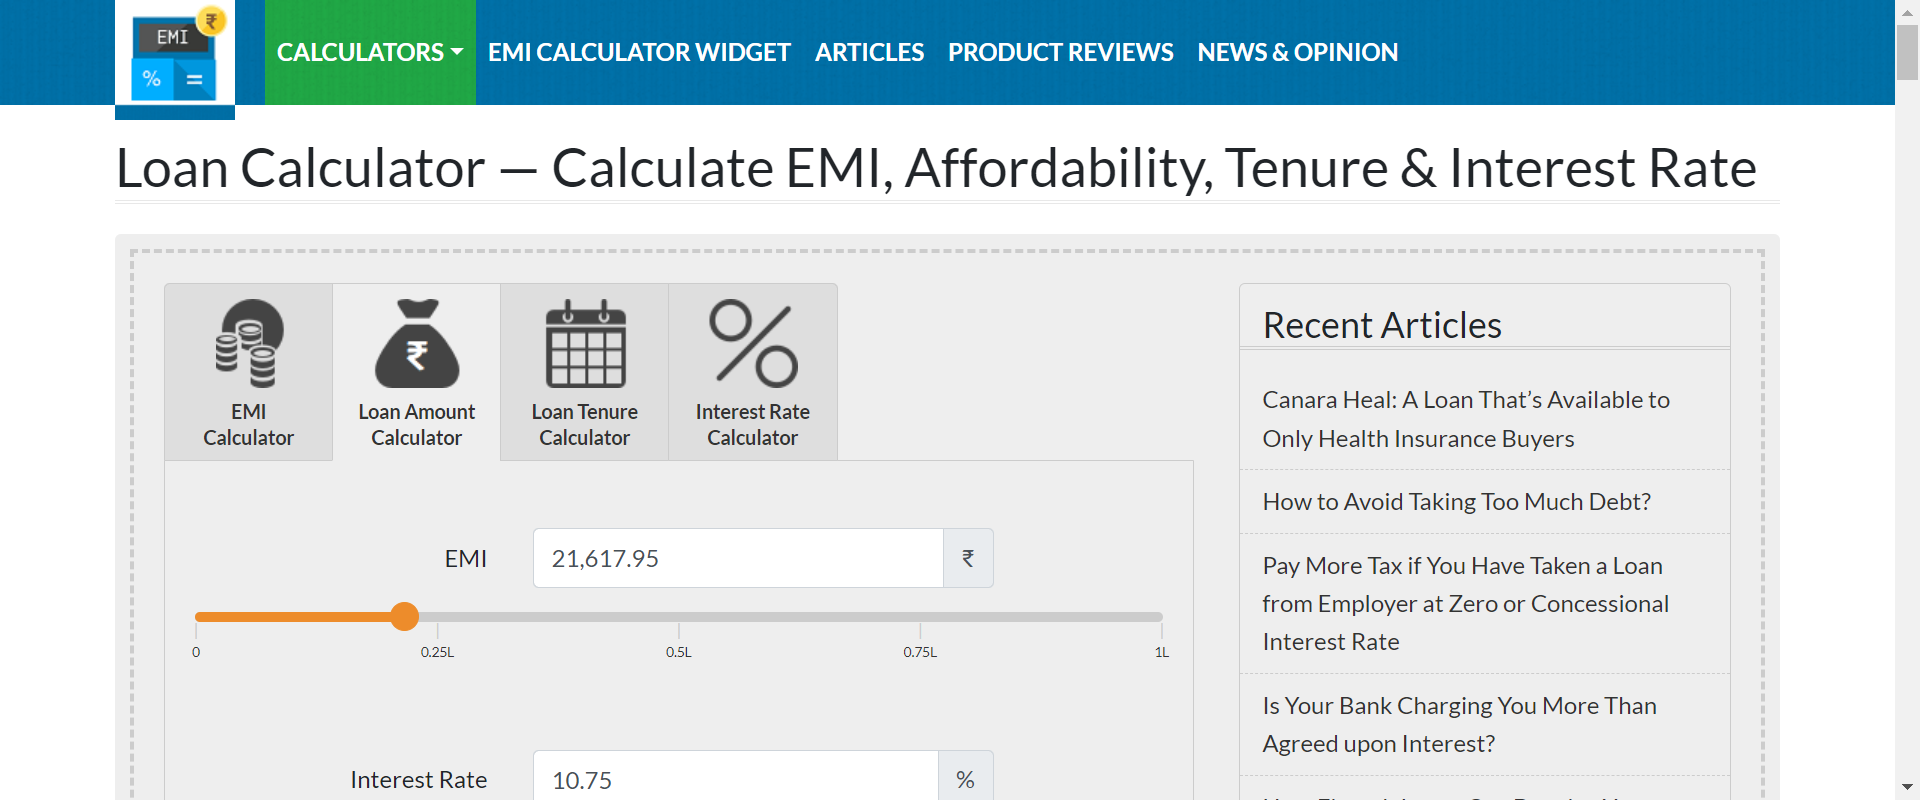 EMI
₹
%
=
CALCULATORS
EMI CALCULATOR WIDGET
ARTICLES
PRODUCT REVIEWS
NEWS & OPINION
Loan Calculator — Calculate EMI, Affordability, Tenure & Interest Rate
EMI
Calculator
₹
Loan Amount
Calculator
Loan Tenure
Calculator
Interest Rate
Calculator
EMI
21,617.95
₹
0
0.25L
0.5L
0.75L
1L
Interest Rate
10.75
%
Recent Articles
Canara Heal: A Loan That’s Available to
Only Health Insurance Buyers
How to Avoid Taking Too Much Debt?
Pay More Tax if You Have Taken a Loan
from Employer at Zero or Concessional
Interest Rate
Is Your Bank Charging You More Than
Agreed upon Interest?